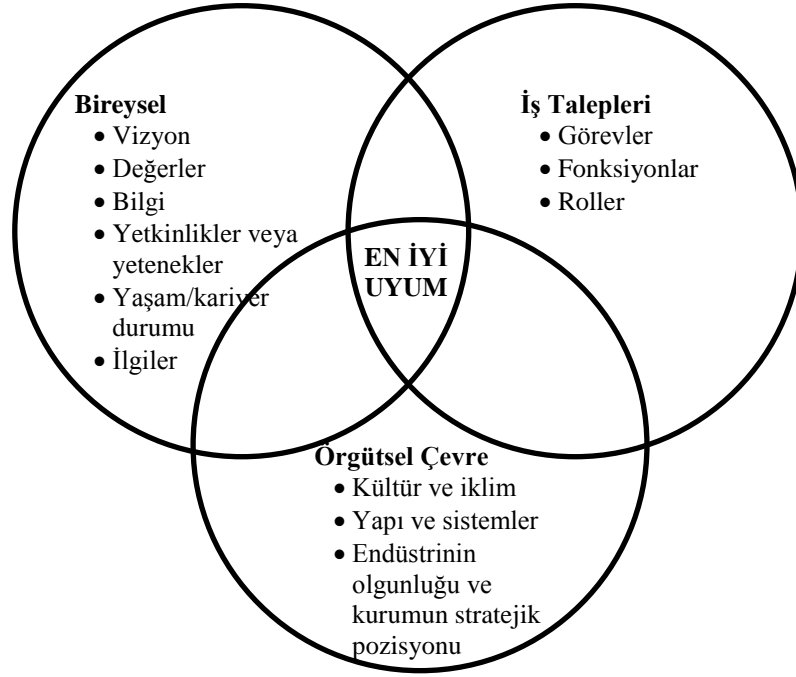 Bireysel
• Vizyon
• Değerler
• Bilgi
• Yetkinlikler veya
yetenekler
• Yaşam/kariyer
durumu
• İlgiler
İş Talepleri
• Görevler
• Fonksiyonlar
• Roller
EN İYİ
UYUM
Örgütsel Çevre
• Kültür ve iklim
• Yapı ve sistemler
• Endüstrinin
olgunluğu ve
kurumun stratejik
pozisyonu